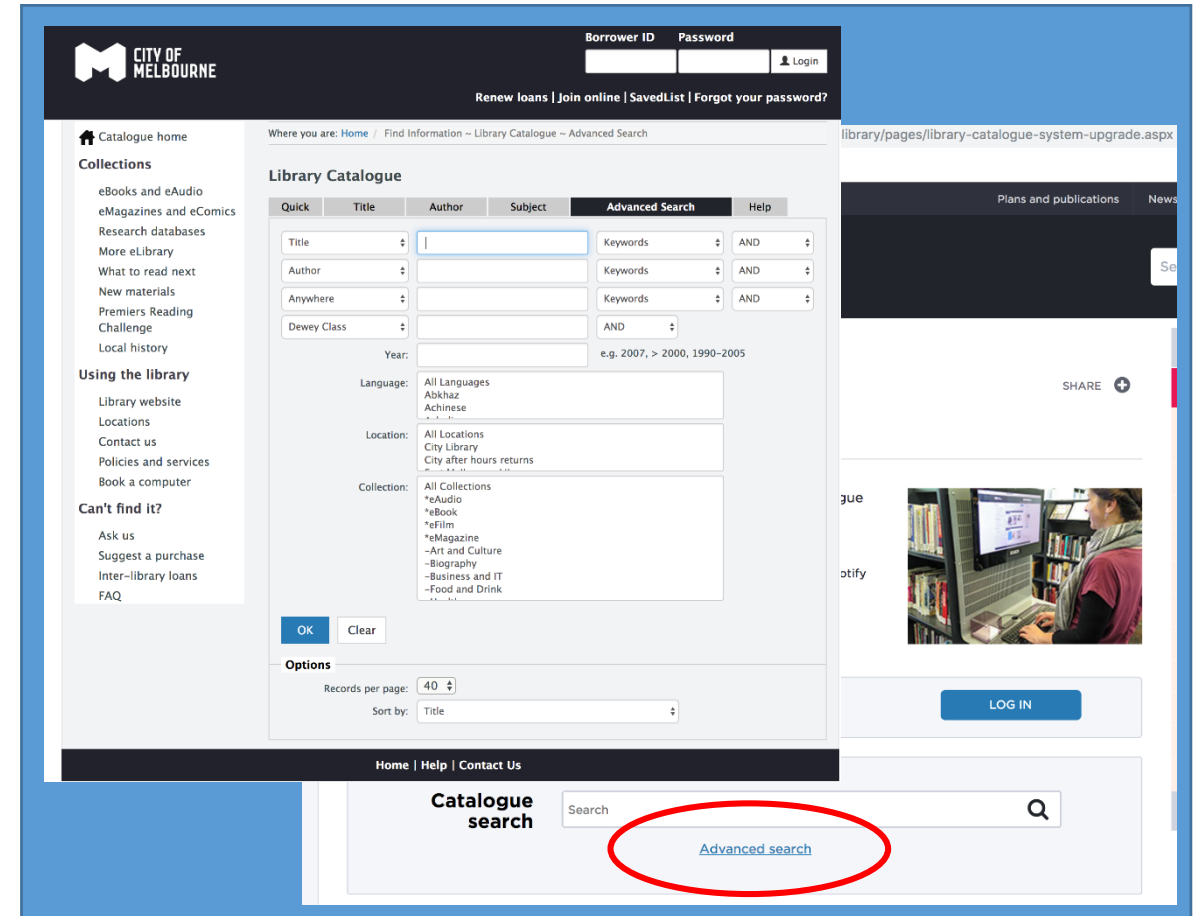 CITY OF
MELBOURNE
Borrower ID Password
Login
Renew loans | Join online | SavedList | Forgot your password?
Catalogue home
Collections
eBooks and eAudio
eMagazines and eComics
Research databases
More eLibrary
What to read next
New materials
Premiers Reading
Challenge
Local history
Using the library
Library website
Locations
Contact us
Policies and services
Book a computer
Can't find it?
Ask us
Suggest a purchase
Inter-library loans
FAQ
Where you are: Home / Find Information ~ Library Catalogue ~ Advanced Search
Library Catalogue
Quick Title Author Subject Advanced Search Help
Title Keywords AND
Author Keywords AND
Anywhere Keywords AND
Dewey Class AND
Year: e.g. 2007, > 2000, 1990-2005
Language: All Languages
Abkhaz
Achinese
Location: All Locations
City Library
City after hours returns
Collection: All Collections
*eAudio
*eBook
*eFilm
*eMagazine
~Art and Culture
~Biography
~Business and IT
~Food and Drink
OK Clear
Options
Records per page: 40
Sort by: Title
Home | Help | Contact Us
library/pages/library-catalogue-system-upgrade.aspx
Plans and publications News
Se
SHARE
gue
otify
LOG IN
Catalogue
search
Search
Advanced search